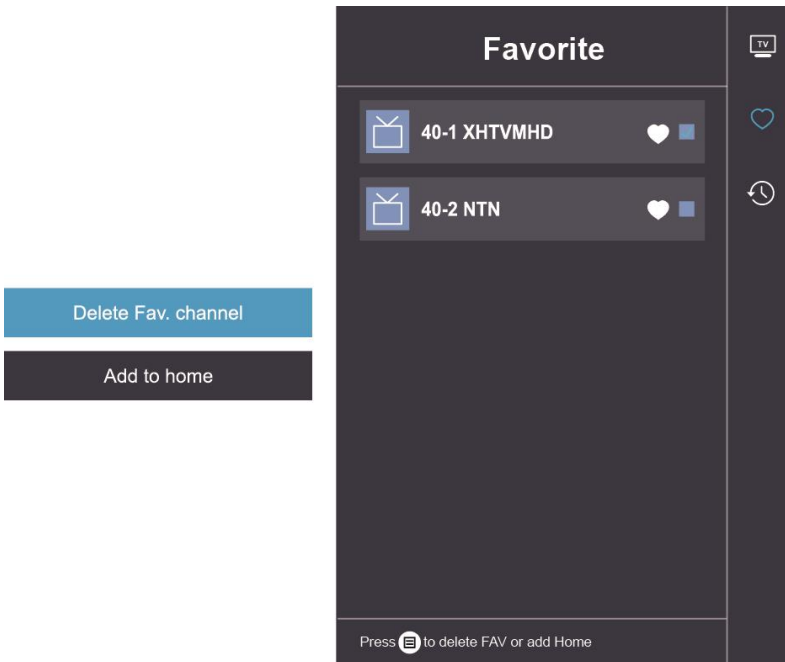 Favorite
TV
40-1 XHTVMHD
40-2 NTN
Delete Fav. channel
Add to home
Press to delete FAV or add Home